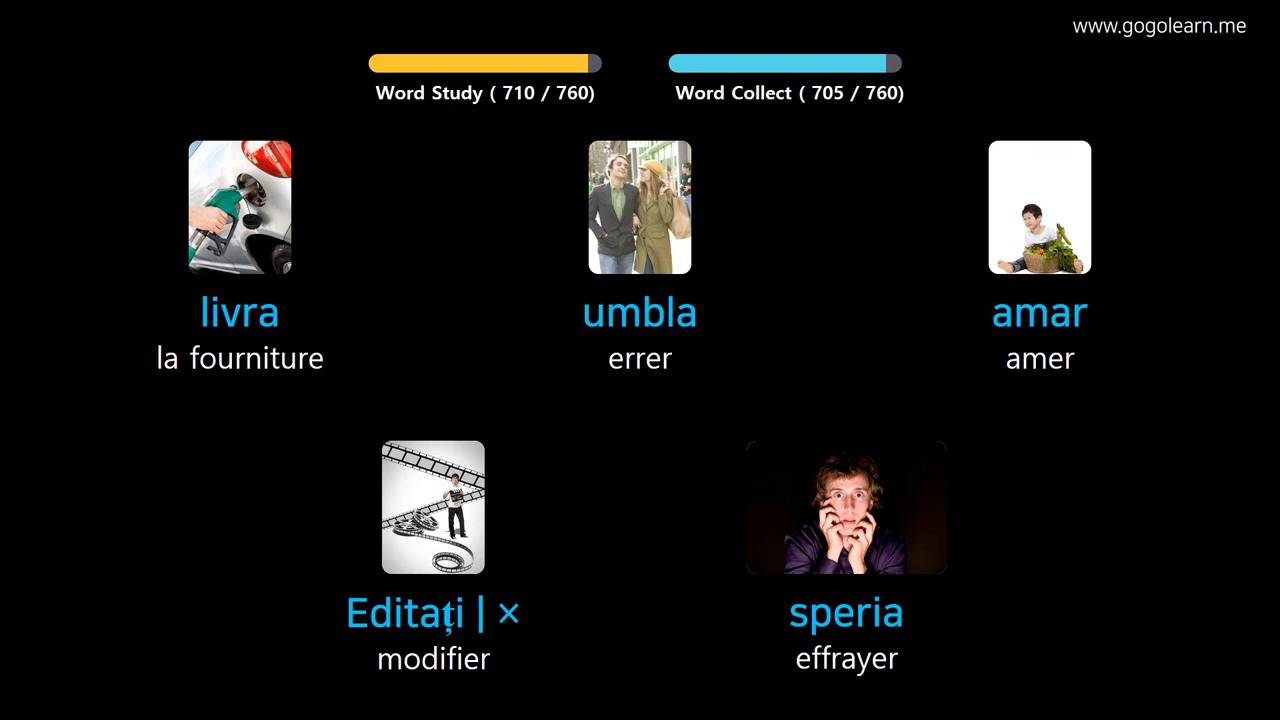 www.gogolearn.me
Word Study ( 710 / 760)
Word Collect ( 705 / 760)
livra
la fourniture
umbla
errer
amar
amer
Editați | ×
modifier
speria
effrayer